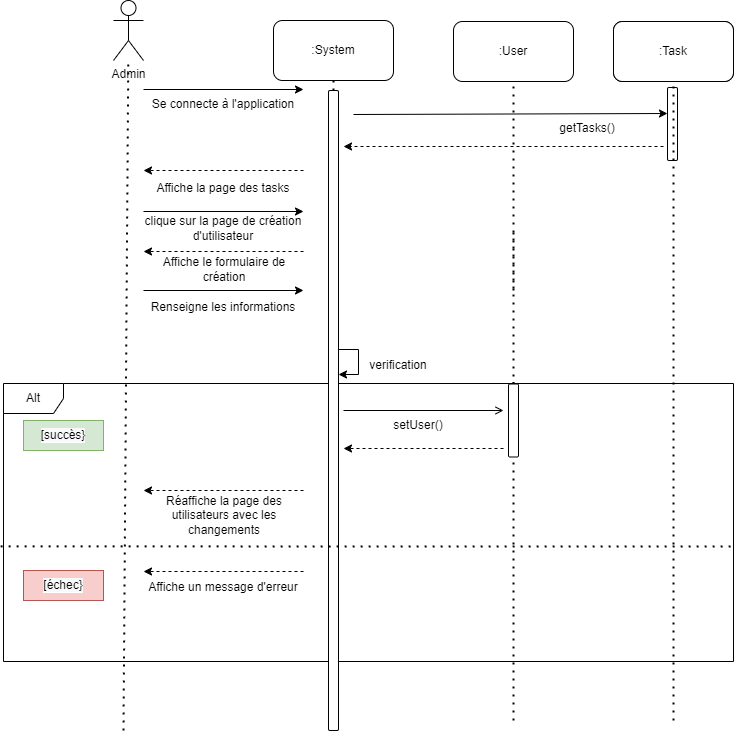 Admin
:System
:User
:Task
Se connecte à l'application
getTasks()
Affiche la page des tasks
clique sur la page de création
d'utilisateur
Affiche le formulaire de
création
Renseigne les informations
verification
Alt
[succès}
setUser()
Réaffiche la page des
utilisateurs avec les
changements
[échec}
Affiche un message d'erreur